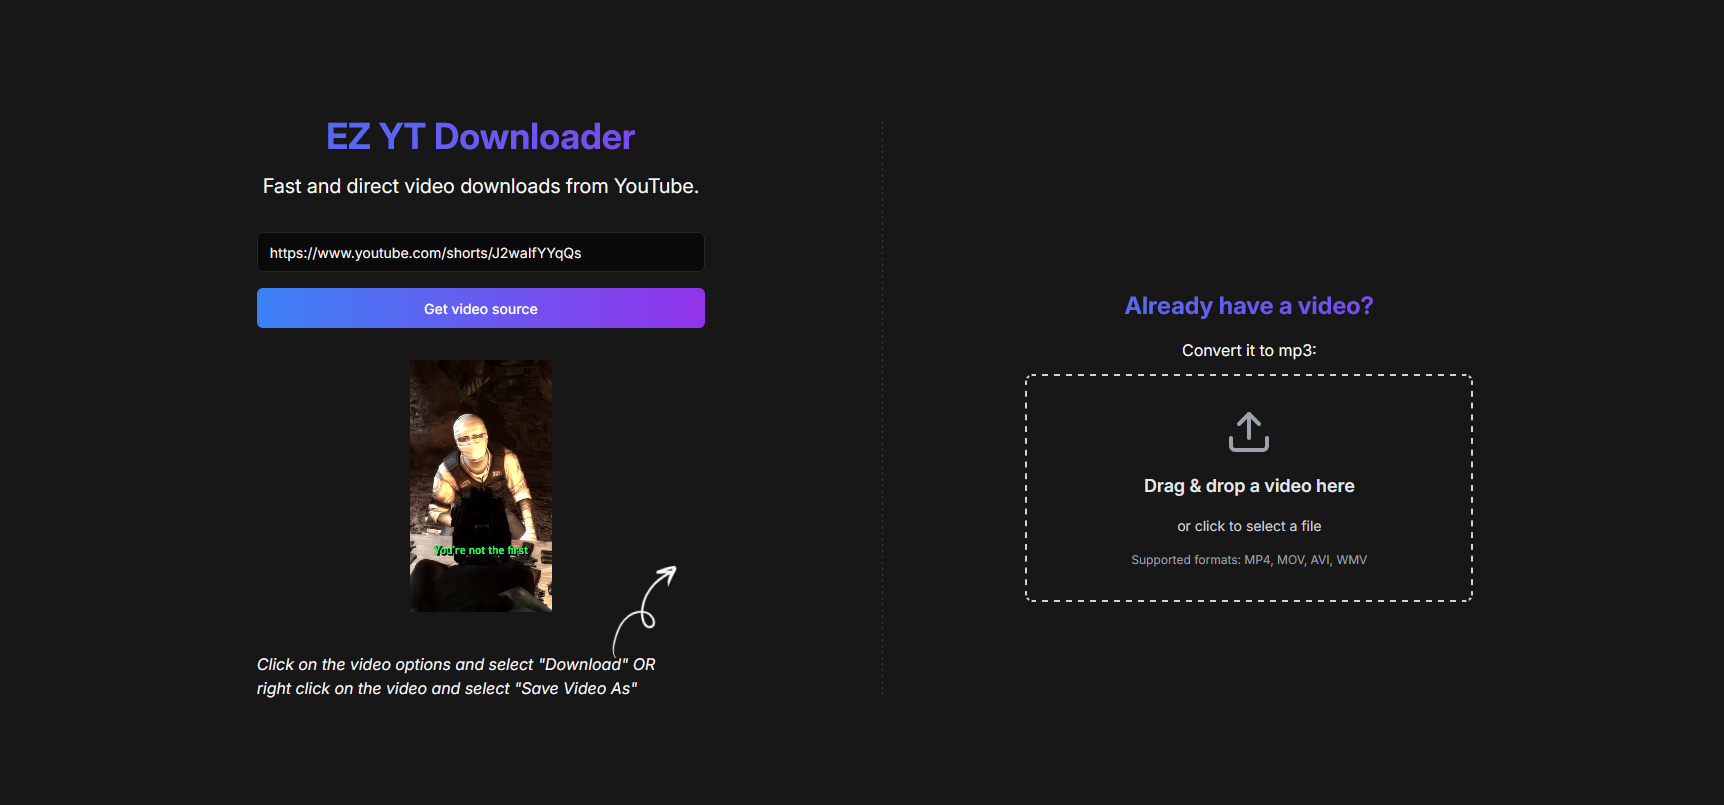 EZ YT Downloader
Fast and direct video downloads from YouTube.
https://www.youtube.com/shorts/J2waIfYYqQs
Get video source
You're not the first
Click on the video options and select "Download" OR
right click on the video and select "Save Video As"
Already have a video?
Convert it to mp3:
Drag & drop a video here
or click to select a file
Supported formats: MP4, MOV, AVI, WMV